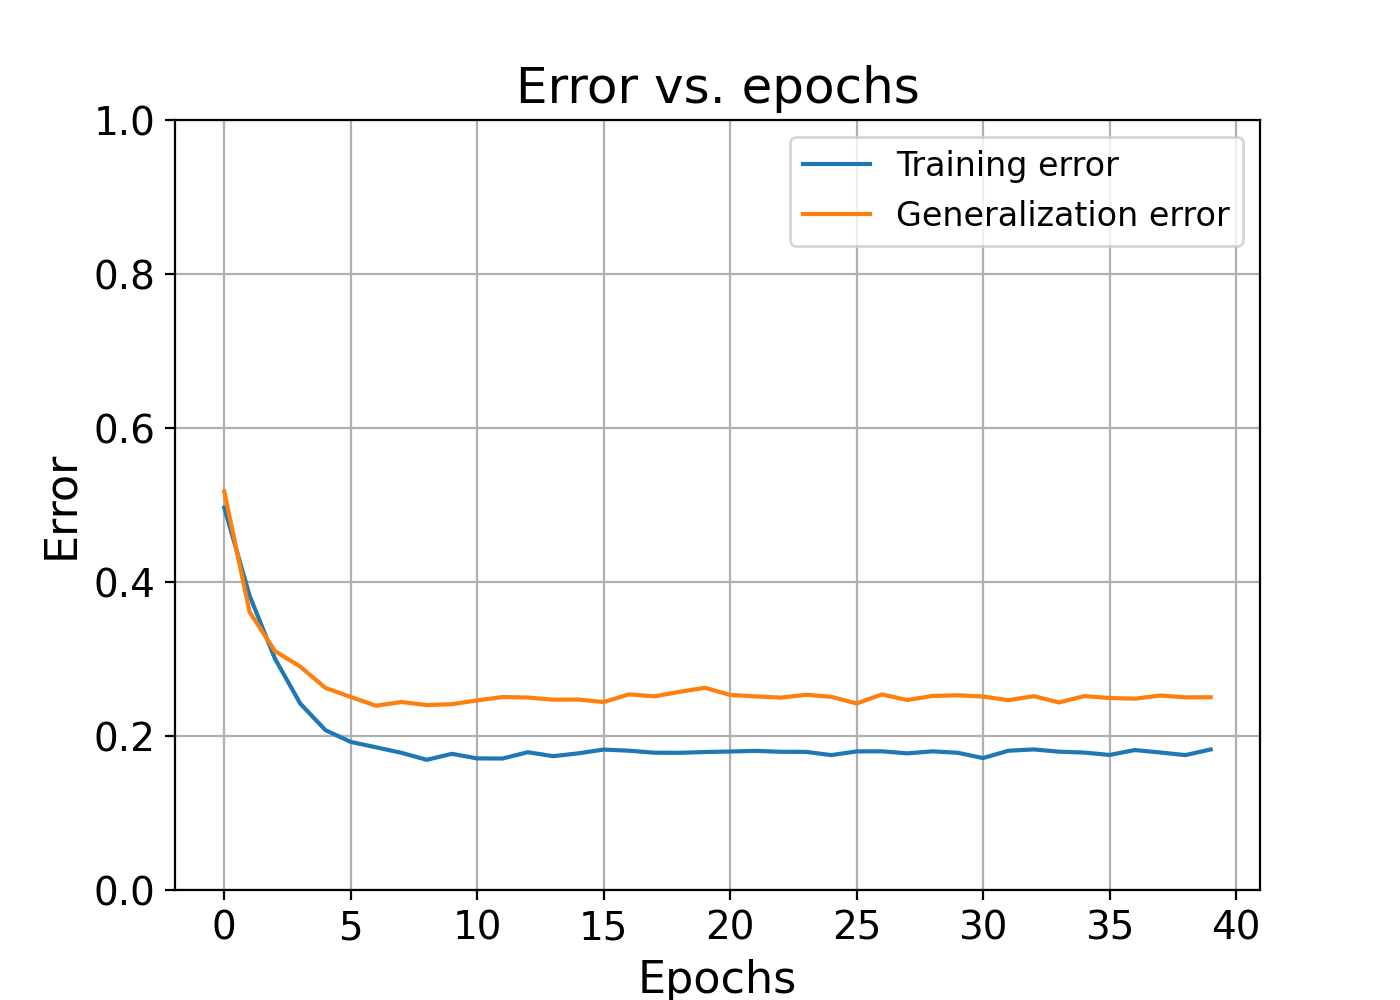 Error vs. epochs
1.0
0.8
0.6
0.4
0.2
0.0
Error
Training error
Generalization error
0 5 10 15 20 25 30 35 40
Epochs